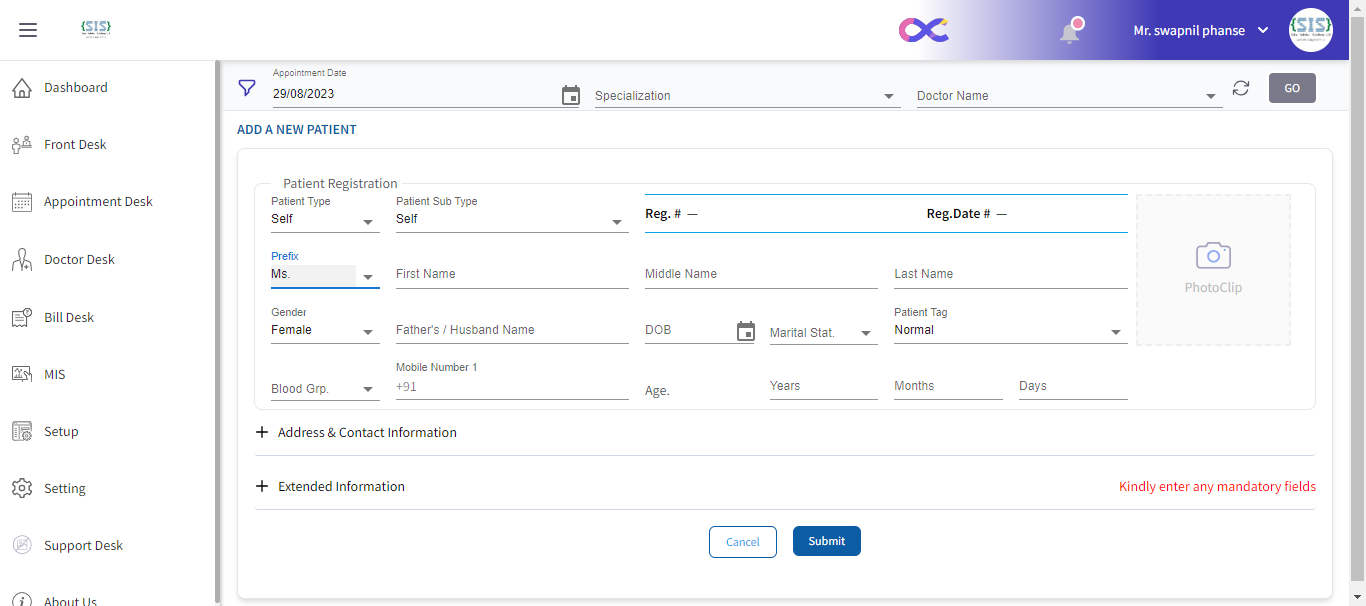 {SIS}
Mr. swapnil phanse
{SIS}
Dashboard
Front Desk
Appointment Desk
Doctor Desk
Bill Desk
MIS
Setup
Setting
Support Desk
About Us
Appointment Date
29/08/2023
Specialization
Doctor Name
GO
ADD A NEW PATIENT
Patient Registration
Patient Type
Patient Sub Type
Self
Self
Reg. # —
Reg.Date # —
Prefix
Ms.
First Name
Middle Name
Last Name
PhotoClip
Gender
Female
Father's / Husband Name
DOB
Marital Stat.
Patient Tag
Normal
Blood Grp.
Mobile Number 1
+91
Age.
Years
Months
Days
+ Address & Contact Information
+ Extended Information
Kindly enter any mandatory fields
Cancel
Submit